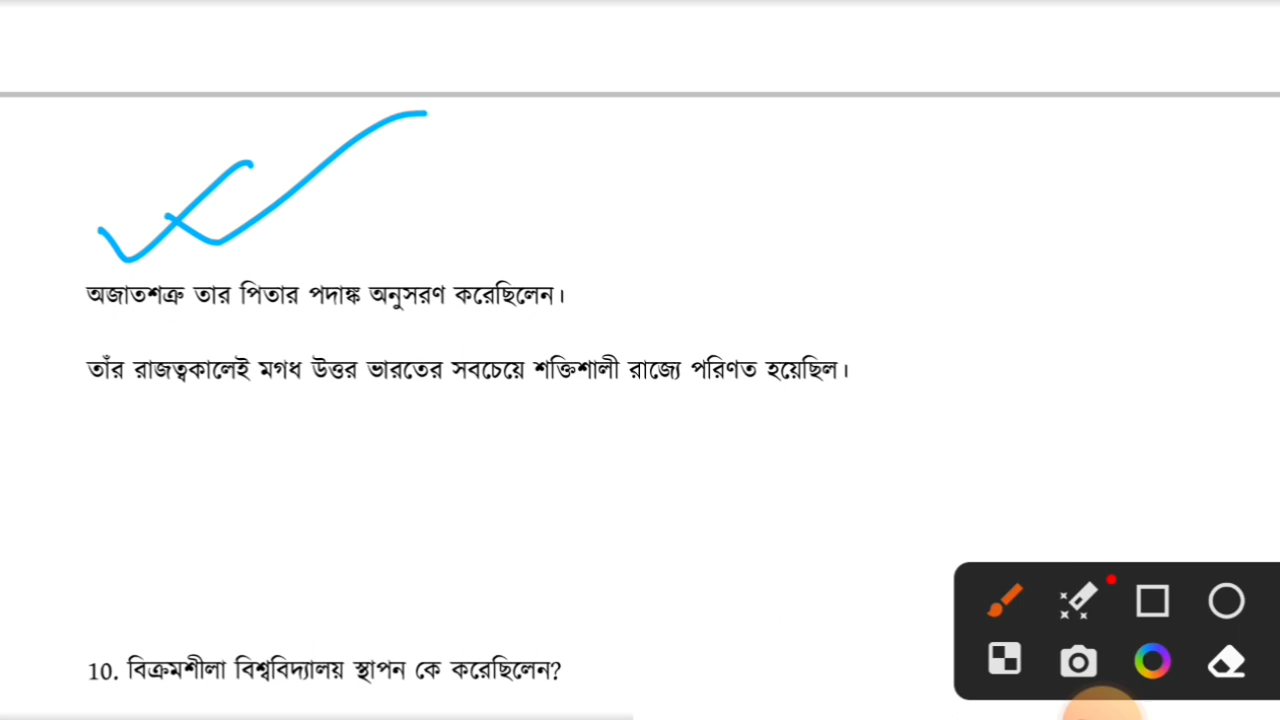 অজাতশত্রু তার পিতার পদাঙ্ক অনুসরণ করেছিলেন।
তাঁর রাজত্বকালেই মগধ উত্তর ভারতের সবচেয়ে শক্তিশালী রাজ্যে পরিণত হয়েছিল।
10. বিক্রমশীলা বিশ্ববিদ্যালয় স্থাপন কে করেছিলেন?